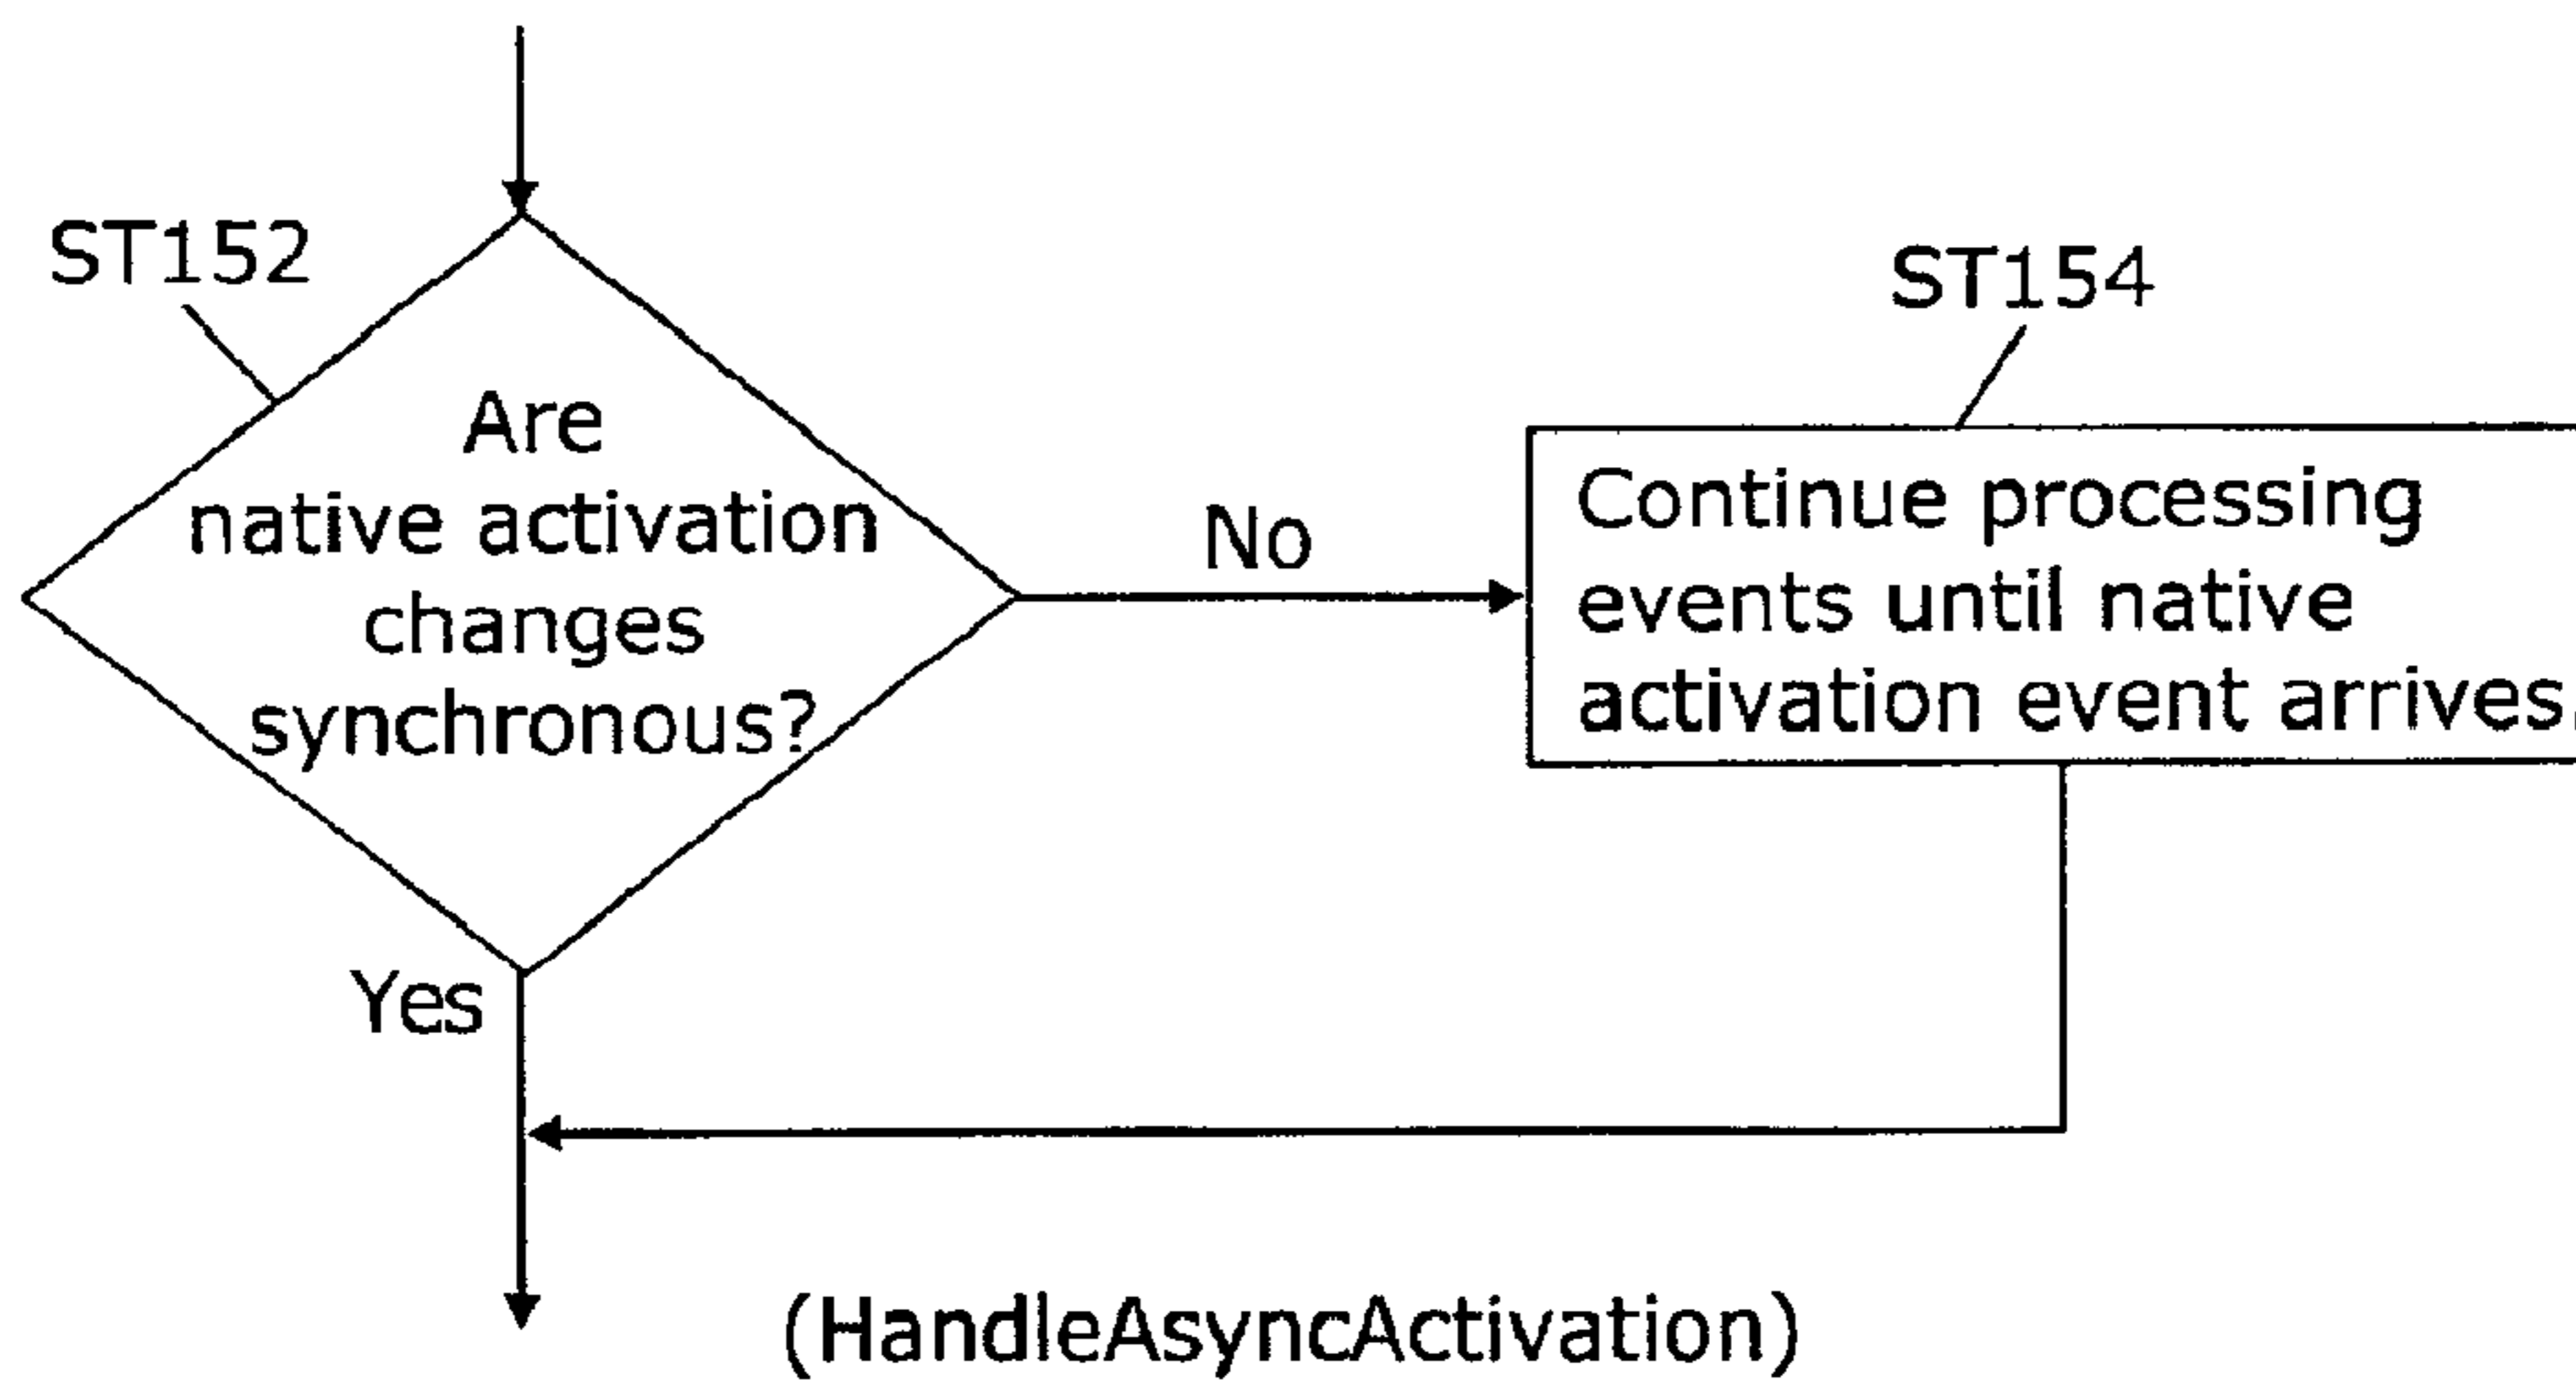 ST152
Are
native activation
changes
synchronous?
No
ST154
Continue processing
events until native
activation event arrives.
Yes
(HandleAsyncActivation)